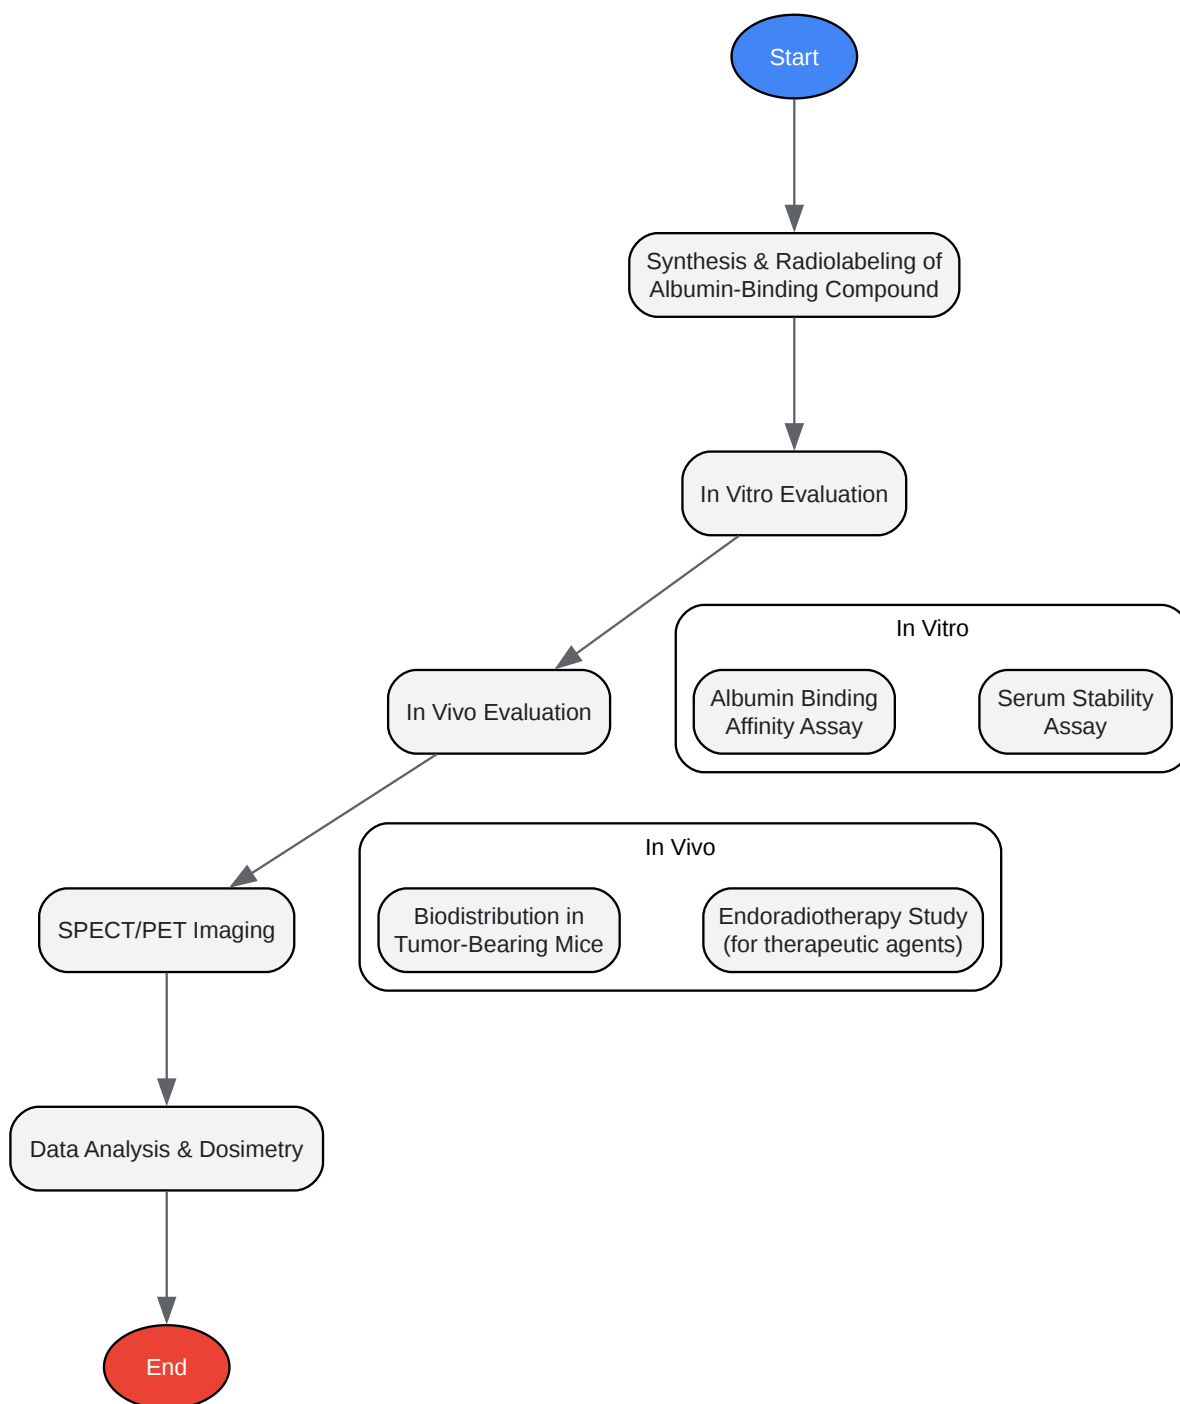 Start
Synthesis & Radiolabeling of
Albumin-Binding Compound
In Vitro Evaluation
In Vitro
Albumin Binding
Affinity Assay
Serum Stability
Assay
In Vivo Evaluation
In Vivo
Biodistribution in
Tumor-Bearing Mice
Endoradiotherapy Study
(for therapeutic agents)
SPECT/PET Imaging
Data Analysis & Dosimetry
End